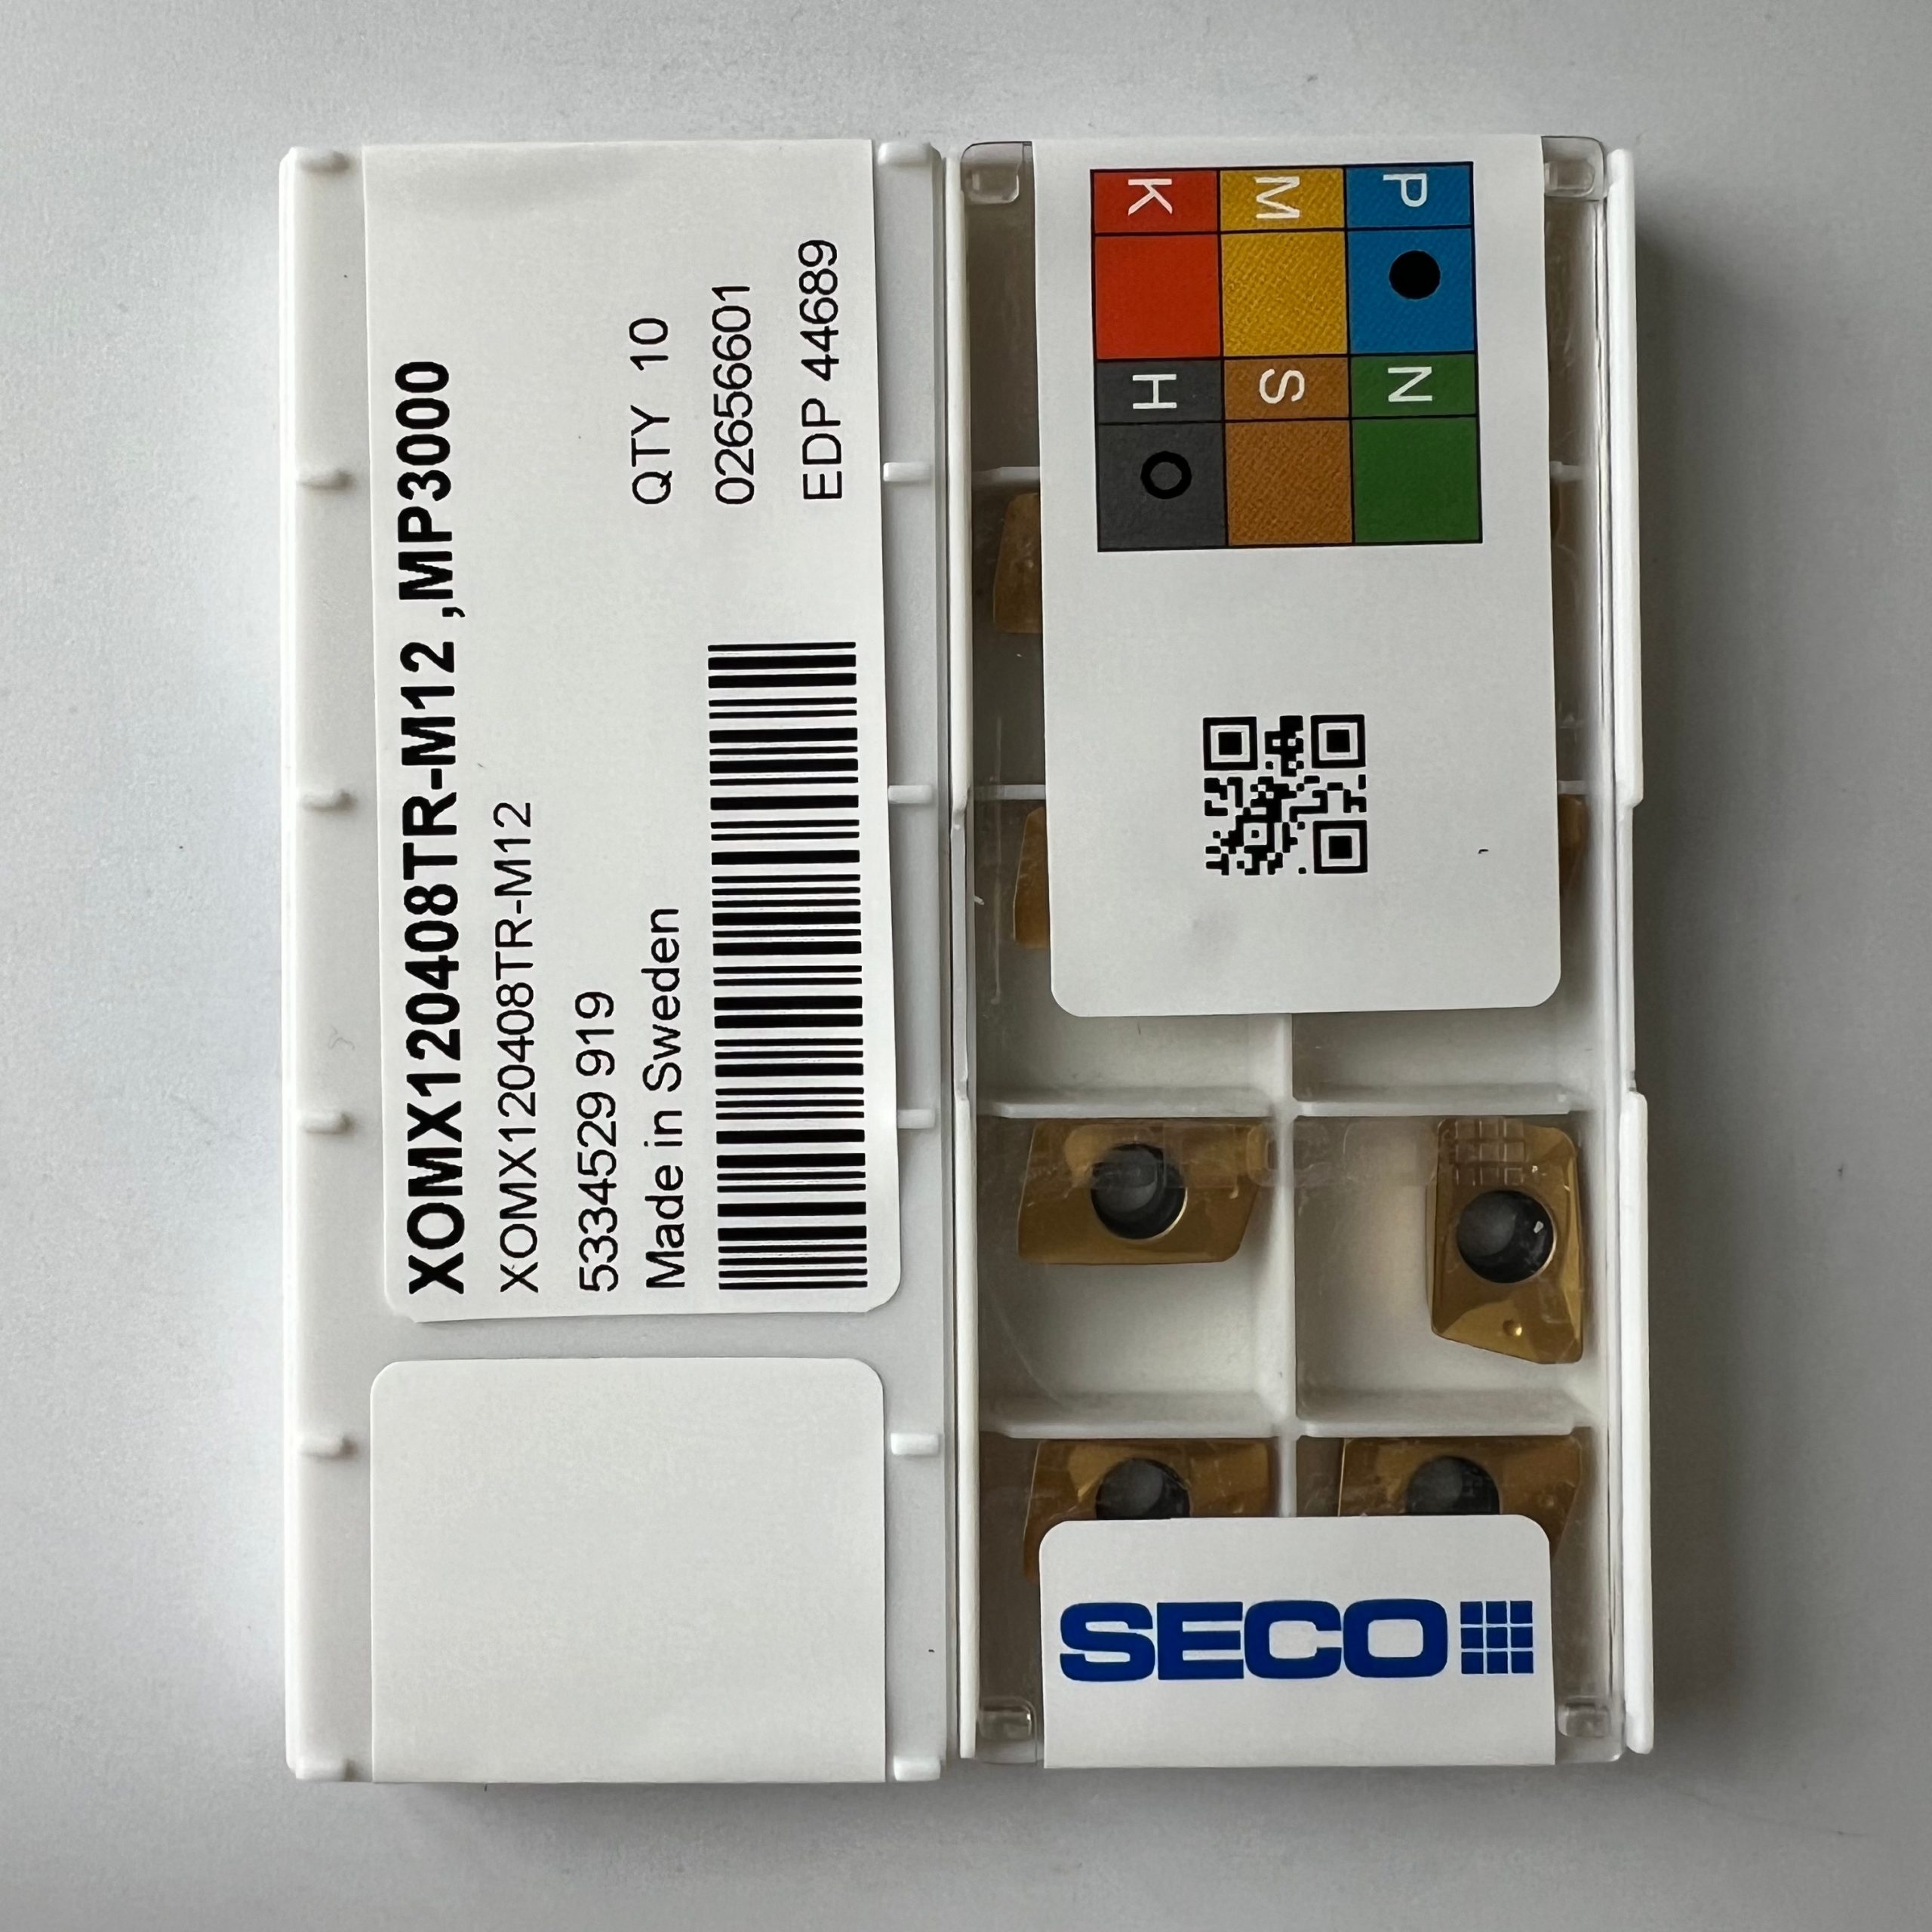 XOMX120408TR-M12 ,MP3000
XOMX120408TR-M12
5334529 919
Made in Sweden
QTY 10
02656601
EDP 44689
P
M
K
N
S
H
SECO